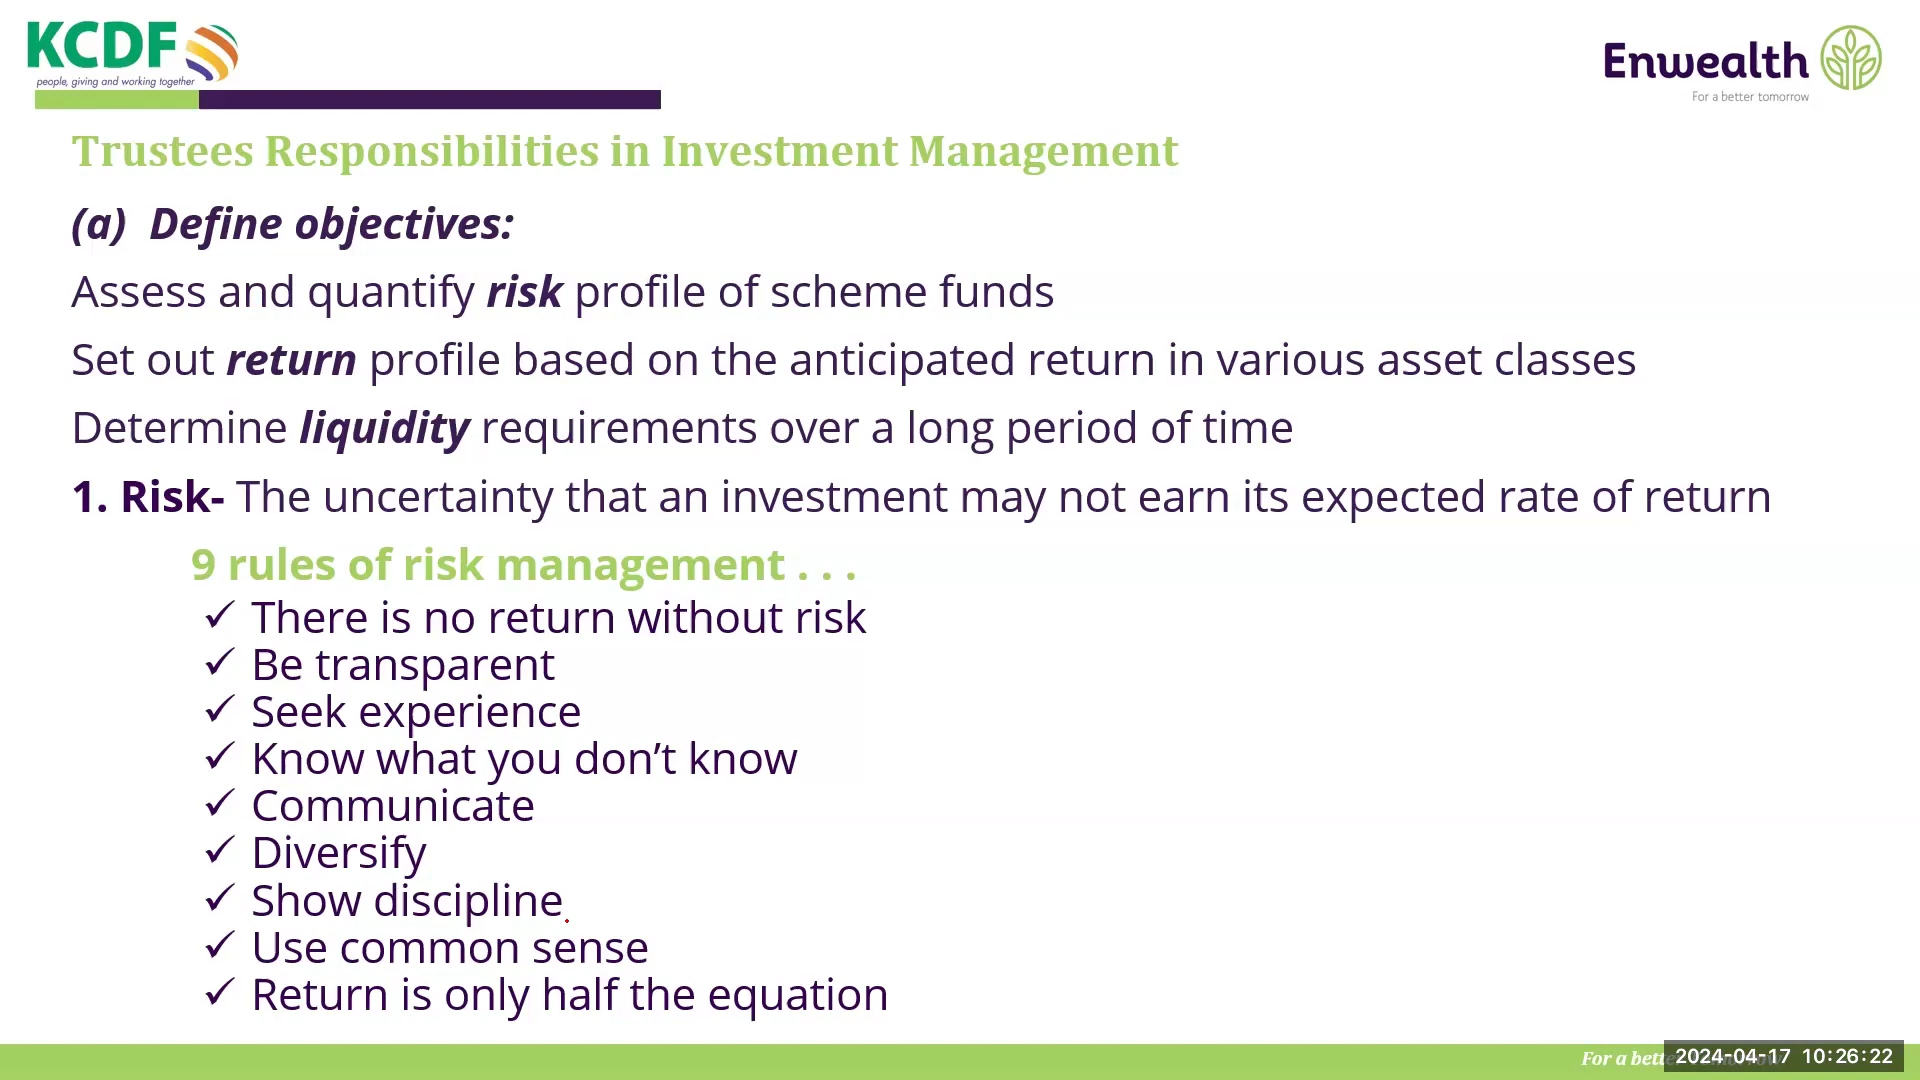 KCDF
people, giving and working together
Enwealth
For a better tomorrow
Trustees Responsibilities in Investment Management
(a) Define objectives:
Assess and quantify risk profile of scheme funds
Set out return profile based on the anticipated return in various asset classes
Determine liquidity requirements over a long period of time
1. Risk- The uncertainty that an investment may not earn its expected rate of return
9 rules of risk management . . .
✓ There is no return without risk
✓ Be transparent
✓ Seek experience
✓ Know what you don’t know
✓ Communicate
✓ Diversify
✓ Show discipline
✓ Use common sense
✓ Return is only half the equation
For a
2024-04-17 10:26:22